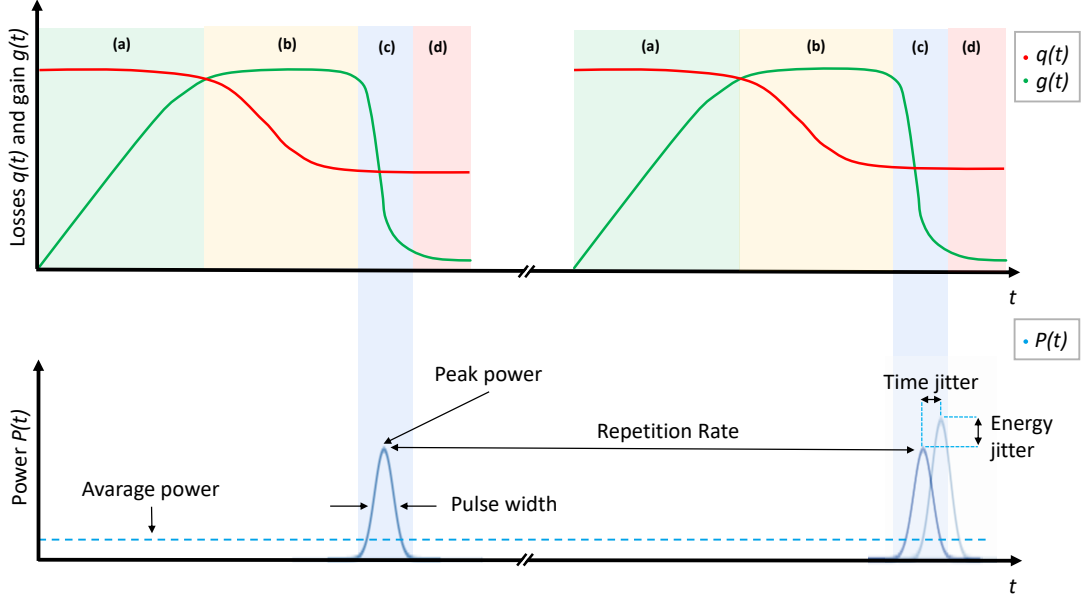 Losses q(t) and gain g(t)
(a)
(b)
(c)
(d)
(a)
(b)
(c)
(d)
q(t)
g(t)
t
P(t)
Power P(t)
Peak power
Time jitter
Repetition Rate
Energy
jitter
Avarage power
Pulse width
t